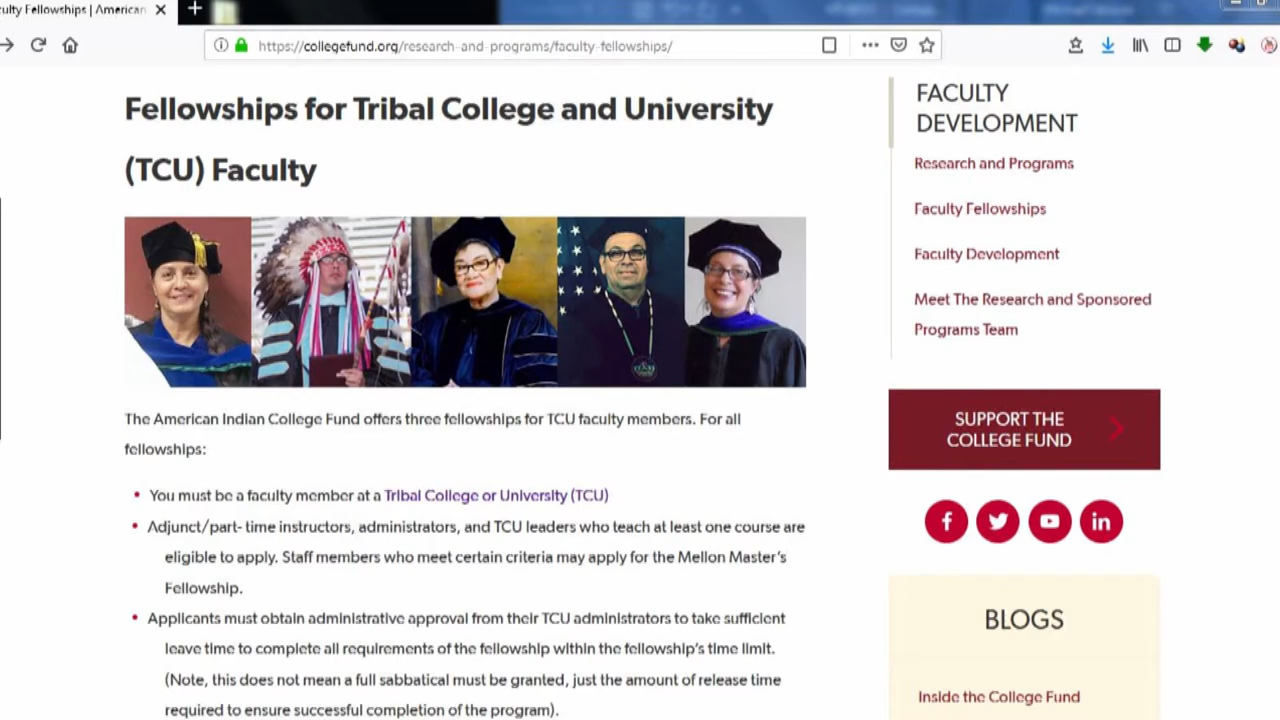 culty Fellowships | American
https://collegefund.org/research-and-programs/faculty-fellowships/
Fellowships for Tribal College and University
(TCU) Faculty
The American Indian College Fund offers three fellowships for TCU faculty members. For all
fellowships:
• You must be a faculty member at a Tribal College or University (TCU)
• Adjunct/part- time instructors, administrators, and TCU leaders who teach at least one course are
eligible to apply. Staff members who meet certain criteria may apply for the Mellon Master's
Fellowship.
• Applicants must obtain administrative approval from their TCU administrators to take sufficient
leave time to complete all requirements of the fellowship within the fellowship's time limit.
(Note, this does not mean a full sabbatical must be granted, just the amount of release time
required to ensure successful completion of the program).
FACULTY
DEVELOPMENT
Research and Programs
Faculty Fellowships
Faculty Development
Meet The Research and Sponsored
Programs Team
SUPPORT THE
COLLEGE FUND
BLOGS
Inside the College Fund